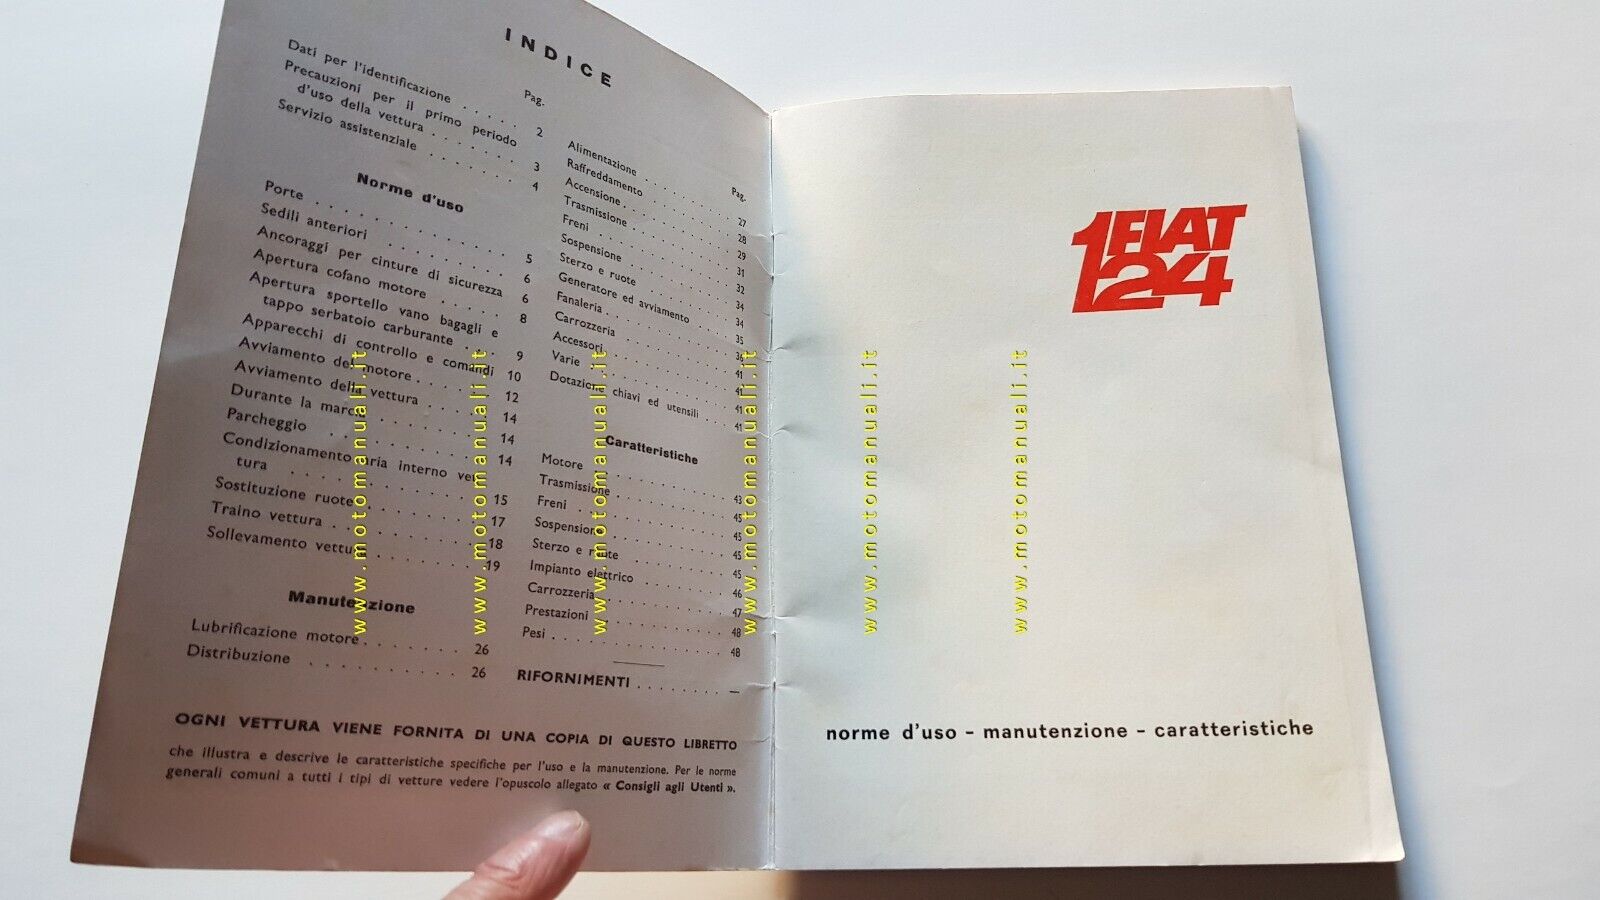 INDICE
Pag.
Dati per l'identificazione . . . . . 2
Precauzioni per il primo periodo
d'uso della vettura . . . . . 3
Servizio assistenziale . . . . . 4
Norme d'uso
Porte . . . . . 5
Sedili anteriori . . . . . 6
Ancoraggi per cinture di sicurezza 6
Apertura cofano motore . . . . . 8
Apertura sportello vano bagagli e
tappo serbatoio carburante . . . 9
Apparecchi di controllo e comandi 10
Avviamento del motore . . . . . 12
Avviamento della vettura . . . . . 14
Durante la marcia . . . . . 14
Parcheggio . . . . . 14
Condizionamento aria interno vet-
tura . . . . . 15
Sostituzione ruote . . . . . 17
Traino vettura . . . . . 18
Sollevamento vettura . . . . . 19
Manutenzione
Lubrificazione motore . . . . . 26
Distribuzione . . . . . 26
Pag.
Alimentazione . . . . . 27
Raffreddamento . . . . . 28
Accensione . . . . . 29
Trasmissione . . . . . 31
Freni . . . . . 32
Sospensione . . . . . 34
Sterzo e ruote . . . . . 34
Generatore ed avviamento . . . . . 35
Fanaleria . . . . . 36
Carrozzeria . . . . . 41
Accessori . . . . . 41
Varie . . . . . 41
Dotazione chiavi ed utensili . . . . . 41
Caratteristiche
Motore . . . . . 43
Trasmissione . . . . . 45
Freni . . . . . 45
Sospensione . . . . . 45
Sterzo e ruote . . . . . 45
Impianto elettrico . . . . . 46
Carrozzeria . . . . . 47
Prestazioni . . . . . 48
Pesi . . . . . 48
RIFORNIMENTI . . . . . —
OGNI VETTURA VIENE FORNITA DI UNA COPIA DI QUESTO LIBRETTO
che illustra e descrive le caratteristiche specifiche per l'uso e la manutenzione. Per le norme
generali comuni a tutti i tipi di vetture vedere l'opuscolo allegato « Consigli agli Utenti ».
FIAT
124
norme d'uso - manutenzione - caratteristiche
www.motomanuali.it
www.motomanuali.it
www.motomanuali.it
www.motomanuali.it
www.motomanuali.it
www.motomanuali.it